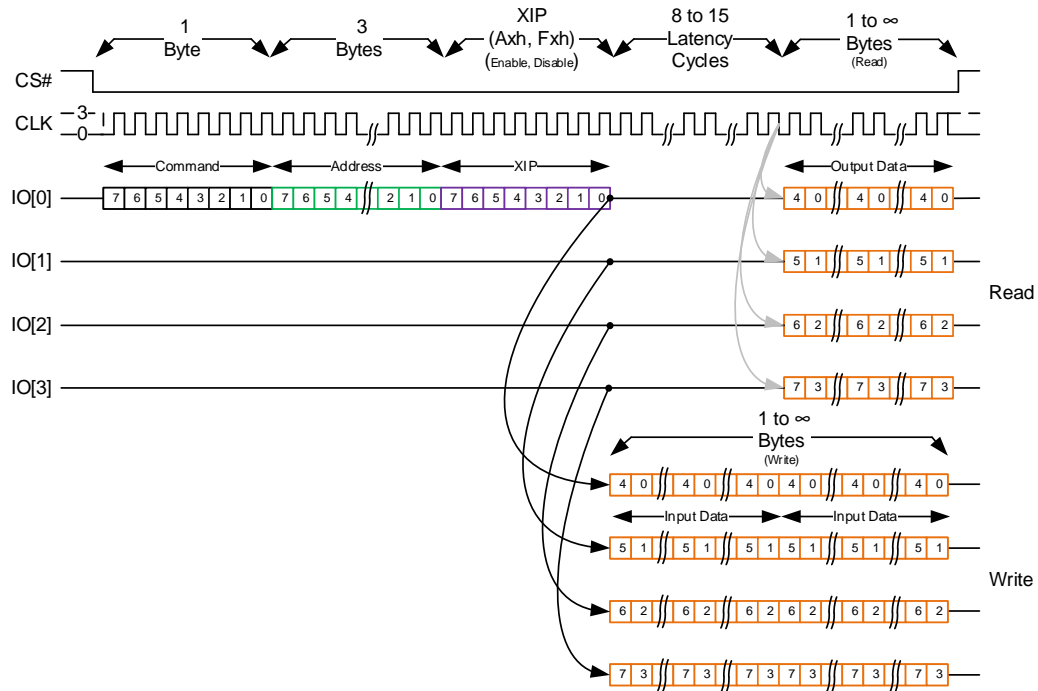 1
Byte
3
Bytes
XIP
(Axh, Fxh)
(Enable, Disable)
8 to 15
Latency
Cycles
1 to ∞
Bytes
(Read)
CS#
CLK
3
0
Command
Address
XIP
Output Data
IO[0] 7 6 5 4 3 2 1 0 7 6 5 4 2 1 0 7 6 5 4 3 2 1 0 4 0 4 0 4 0
IO[1] 5 1 5 1 5 1
Read
IO[2] 6 2 6 2 6 2
IO[3] 7 3 7 3 7 3
1 to ∞
Bytes
(Write)
4 0 4 0 4 0 4 0 4 0 4 0
Input Data Input Data
5 1 5 1 5 1 5 1 5 1 5 1
Write
6 2 6 2 6 2 6 2 6 2 6 2
7 3 7 3 7 3 7 3 7 3 7 3